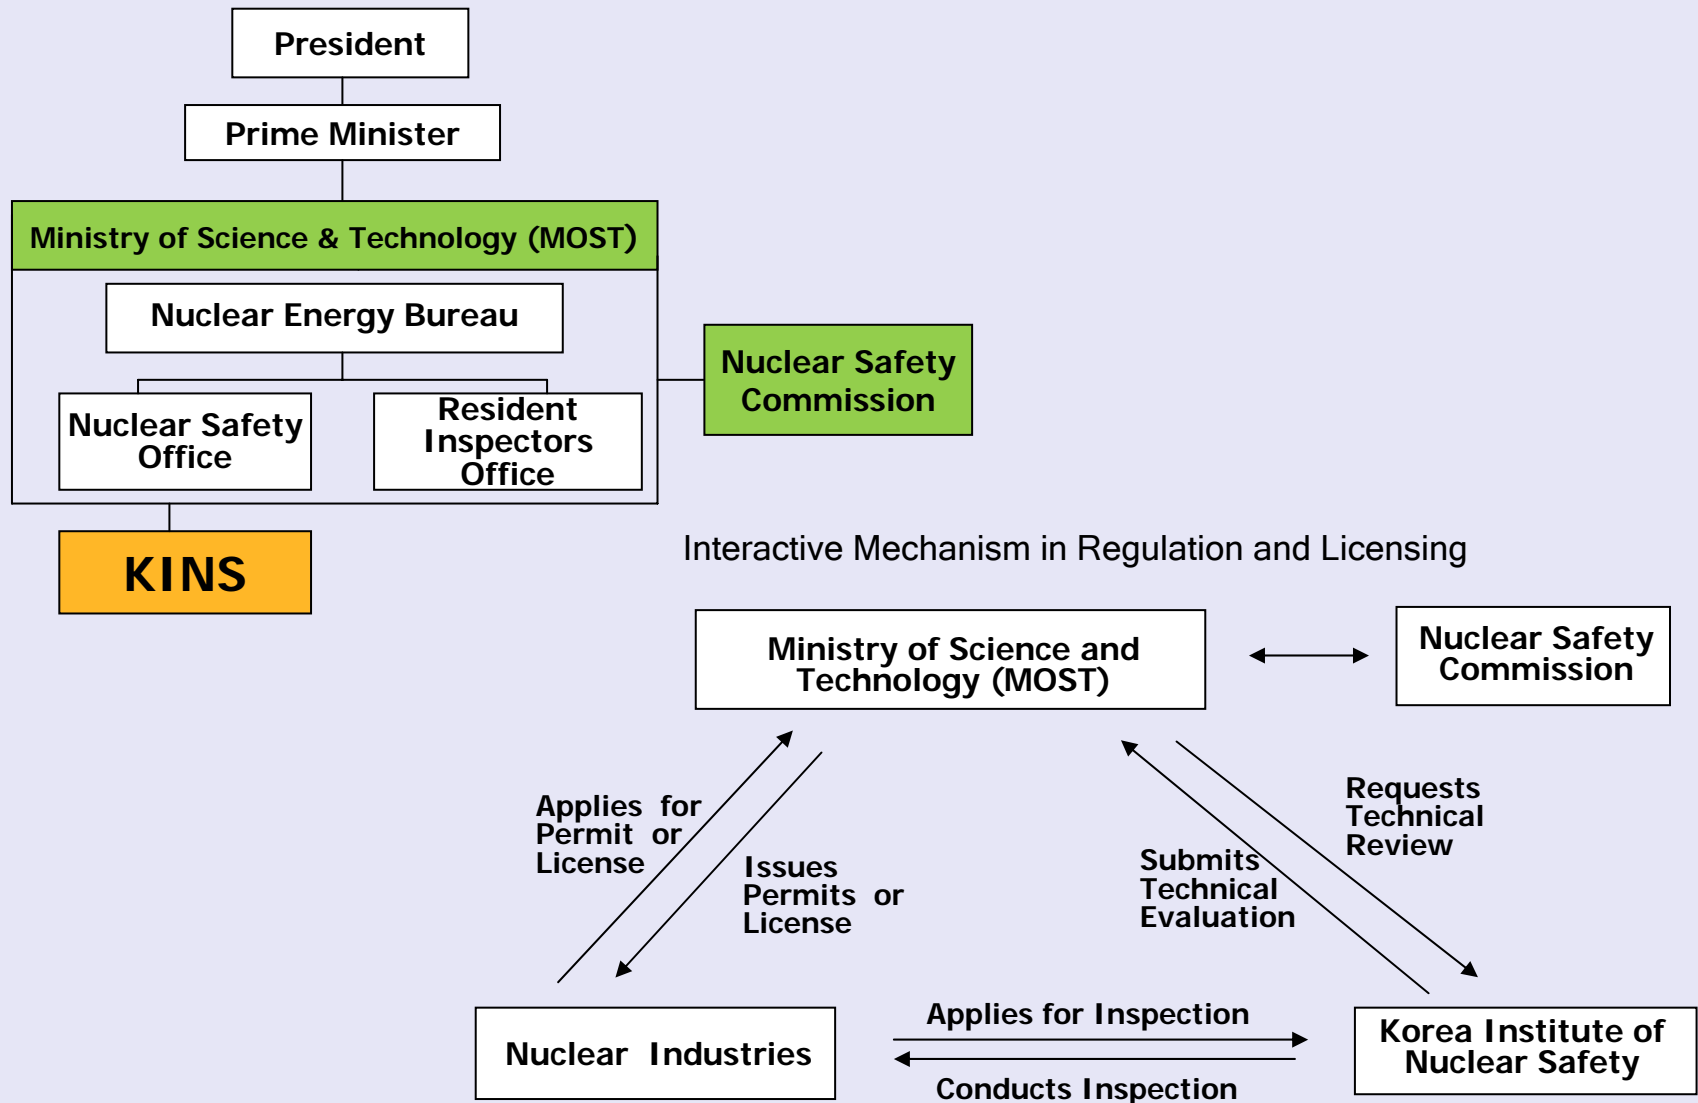 President
Prime Minister
Ministry of Science & Technology (MOST)
Nuclear Energy Bureau
Nuclear Safety
Office
Resident
Inspectors
Office
Nuclear Safety
Commission
KINS
Interactive Mechanism in Regulation and Licensing
Ministry of Science and
Technology (MOST)
Nuclear Safety
Commission
Applies for
Permit or
License
Issues
Permits or
License
Submits
Technical
Evaluation
Requests
Technical
Review
Nuclear Industries
Applies for Inspection
Conducts Inspection
Korea Institute of
Nuclear Safety